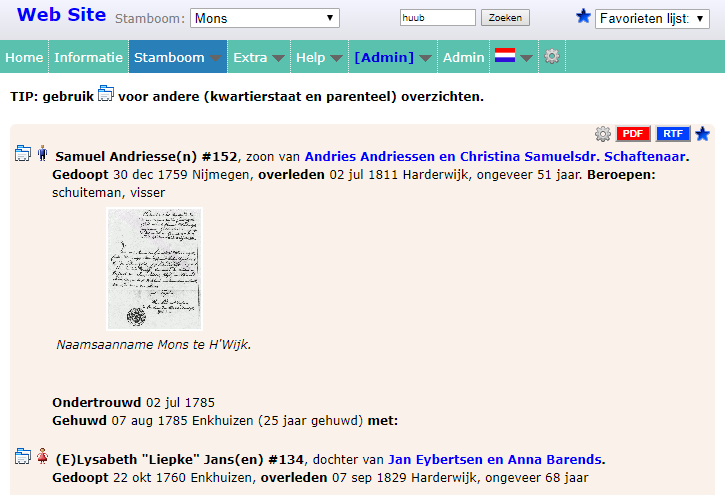 Web Site Stamboom: Mons huub Zoeken Favorieten lijst:
Home Informatie Stamboom Extra Help [Admin] Admin
TIP: gebruik voor andere (kwartierstaat en parenteel) overzichten.
PDF RTF
Samuel Andriesse(n) #152, zoon van Andries Andriessen en Christina Samuelsdr. Schaftenaar.
Gedoopt 30 dec 1759 Nijmegen, overleden 02 jul 1811 Harderwijk, ongeveer 51 jaar. Beroepen:
schuiteman, visser
Naamsaanname Mons te H'Wijk.
Ondertrouwd 02 jul 1785
Gehuwd 07 aug 1785 Enkhuizen (25 jaar gehuwd) met:
(E)Lysabeth "Liepke" Jans(en) #134, dochter van Jan Eybertsen en Anna Barends.
Gedoopt 22 okt 1760 Enkhuizen, overleden 07 sep 1829 Harderwijk, ongeveer 68 jaar